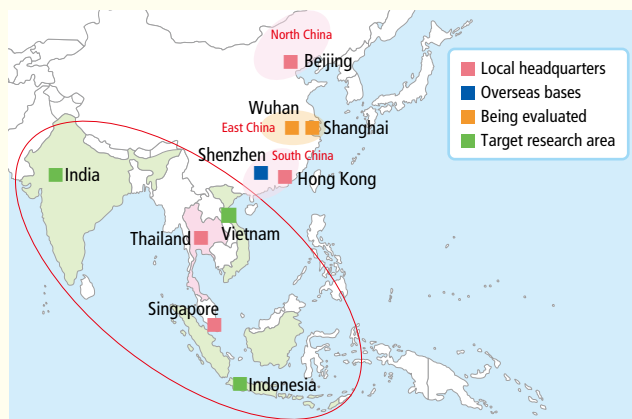 North China
Beijing
Wuhan
East China
Shanghai
Shenzhen
South China
Hong Kong
India
Thailand
Vietnam
Singapore
Indonesia
Local headquarters
Overseas bases
Being evaluated
Target research area